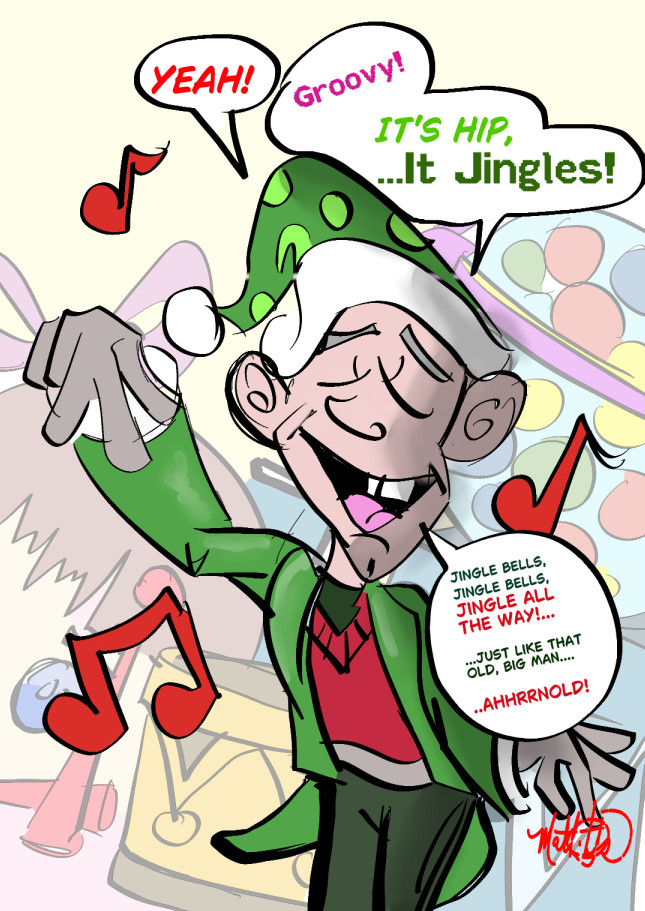 YEAH!
Groovy!
IT'S HIP,
...It Jingles!
JINGLE BELLS,
JINGLE BELLS,
JINGLE ALL
THE WAY!...
...JUST LIKE THAT
OLD, BIG MAN....
..AHHRRNOLD!